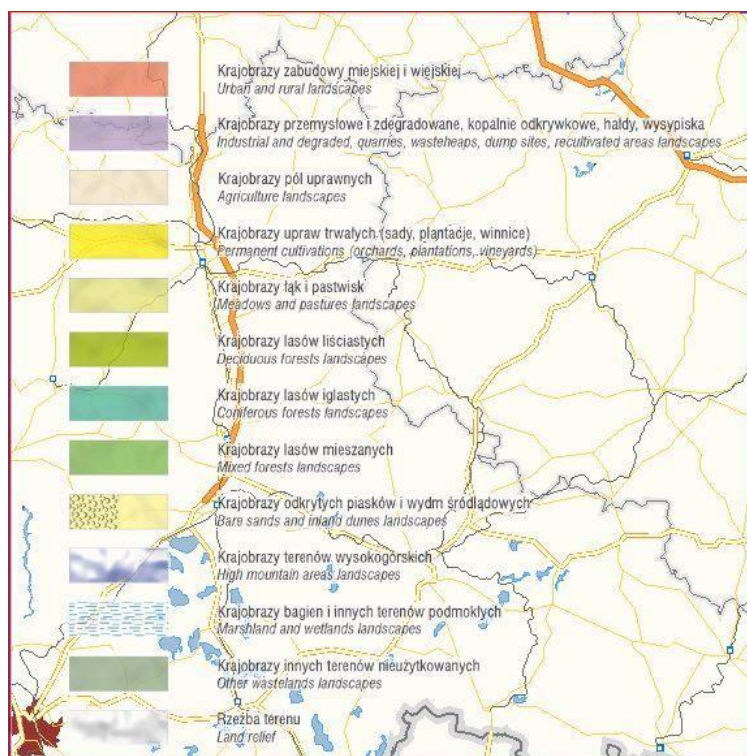 Krajobrazy zabudowy miejskiej i wiejskiej
Urban and rural landscapes
Krajobrazy przemysłowe i zdegradowane, kopalnie odkrywkowe, hałdy, wysypiska
Industrial and degraded, quarries, wasteheaps, dump sites, recultivated areas landscapes
Krajobrazy pól uprawnych
Agriculture landscapes
Krajobrazy upraw trwałych (sady, plantacje, winnice)
Permanent cultivations (orchards, plantations, vineyards)
Krajobrazy łąk i pastwisk
Meadows and pastures landscapes
Krajobrazy lasów liściastych
Deciduous forests landscapes
Krajobrazy lasów iglastych
Coniferous forests landscapes
Krajobrazy lasów mieszanych
Mixed forests landscapes
Krajobrazy odkrytych piasków i wydm śródlądowych
Bare sands and inland dunes landscapes
Krajobrazy terenów wysokogórskich
High mountain areas landscapes
Krajobrazy bagien i innych terenów podmokłych
Marshland and wetlands landscapes
Krajobrazy innych terenów nieużytkowanych
Other wastelands landscapes
Rzeźba terenu
Land relief